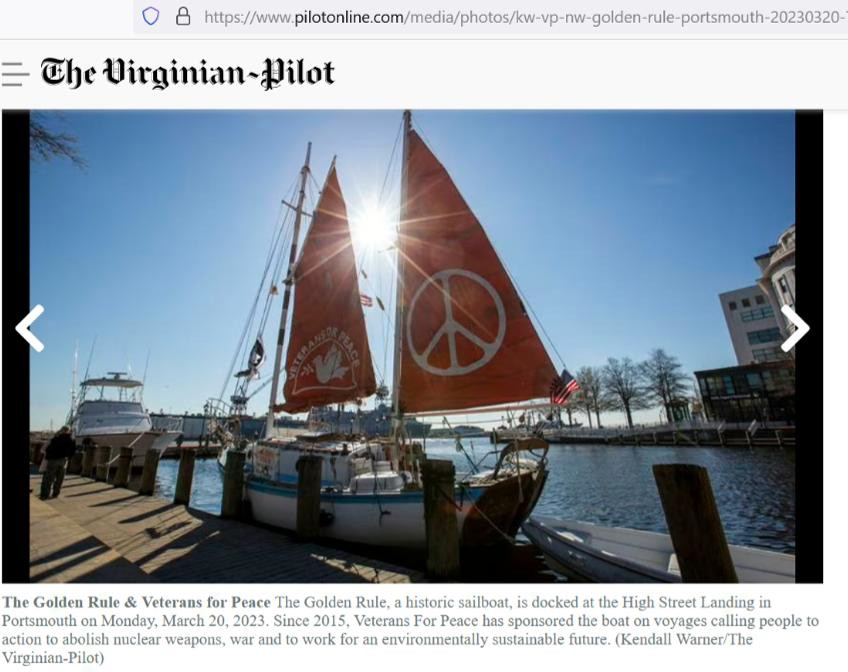 https://www.pilotonline.com/media/photos/kw-vp-nw-golden-rule-portsmouth-20230320-
The Virginian-Pilot
VETERANS FOR PEACE
The Golden Rule & Veterans for Peace The Golden Rule, a historic sailboat, is docked at the High Street Landing in
Portsmouth on Monday, March 20, 2023. Since 2015, Veterans For Peace has sponsored the boat on voyages calling people to
action to abolish nuclear weapons, war and to work for an environmentally sustainable future. (Kendall Warner/The
Virginian-Pilot)